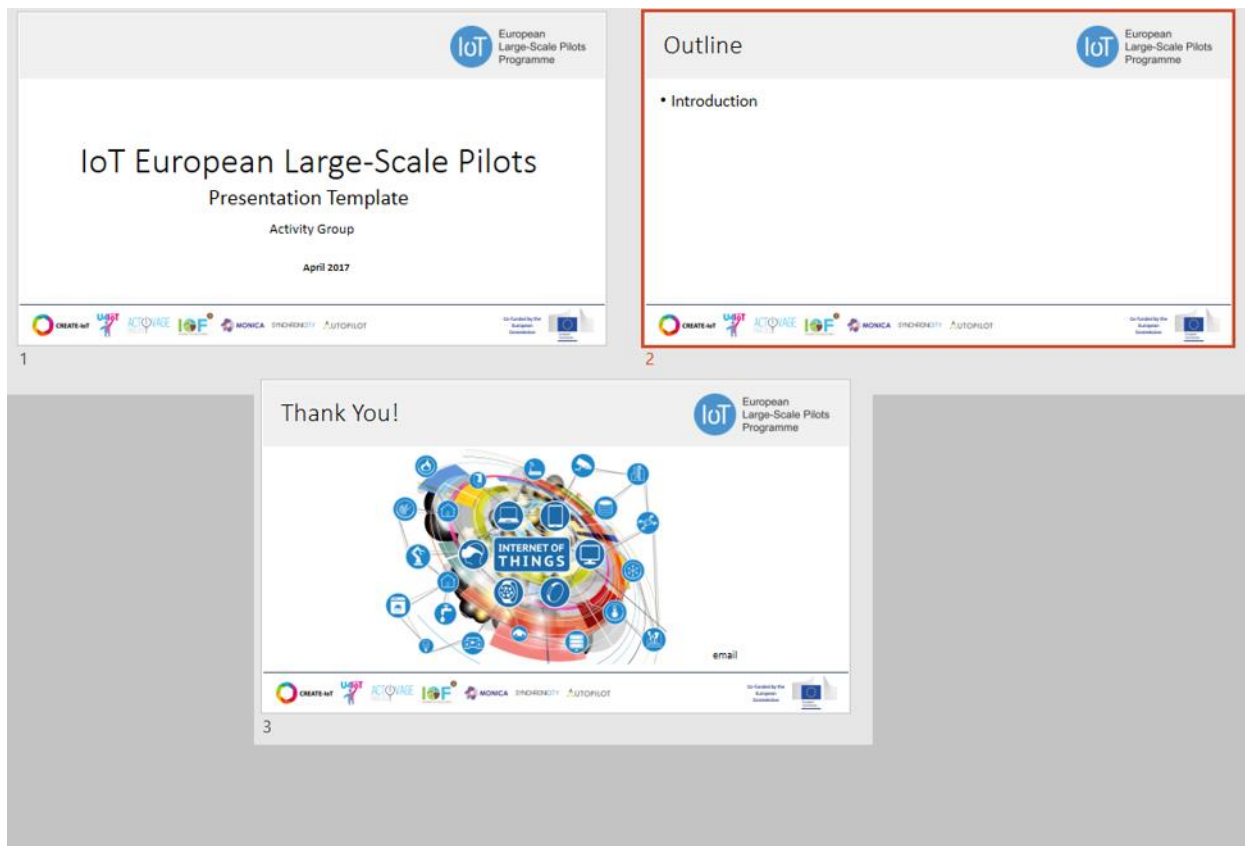 IoT
European
Large-Scale Pilots
Programme
IoT European Large-Scale Pilots
Presentation Template
Activity Group
April 2017
CREATE-IoT
U4IoT
ACTIVAGE
IOF
MONICA
SYNCHRONICITY
AUTOPILOT
Co-funded by the
European
Commission
1
Outline
IoT
European
Large-Scale Pilots
Programme
• Introduction
CREATE-IoT
U4IoT
ACTIVAGE
IOF
MONICA
SYNCHRONICITY
AUTOPILOT
Co-funded by the
European
Commission
2
Thank You!
IoT
European
Large-Scale Pilots
Programme
INTERNET OF
THINGS
email
CREATE-IoT
U4IoT
ACTIVAGE
IOF
MONICA
SYNCHRONICITY
AUTOPILOT
Co-funded by the
European
Commission
3